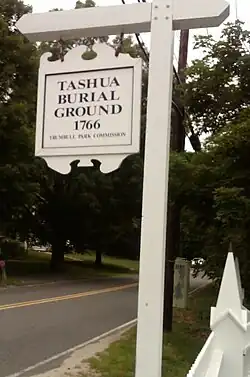 TASHUA
BURIAL
GROUND
1766
TRUMBULL PARK COMMISSION